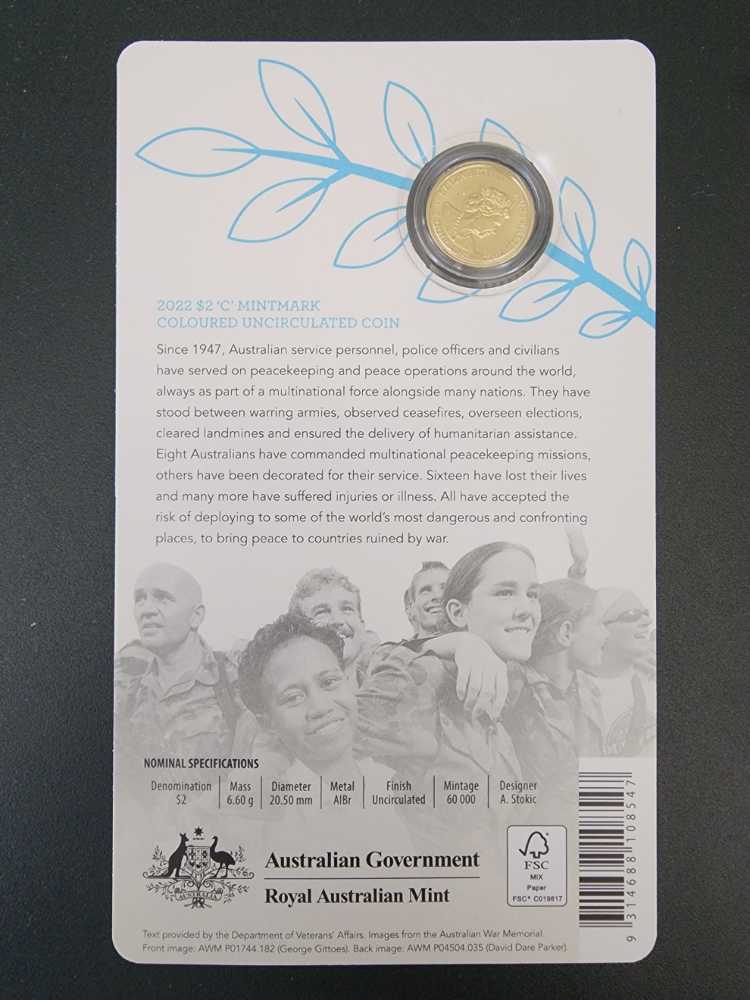 2022 $2 ‘C’ MINTMARK
COLOURED UNCIRCULATED COIN
Since 1947, Australian service personnel, police officers and civilians
have served on peacekeeping and peace operations around the world,
always as part of a multinational force alongside many nations. They have
stood between warring armies, observed ceasefires, overseen elections,
cleared landmines and ensured the delivery of humanitarian assistance.
Eight Australians have commanded multinational peacekeeping missions,
others have been decorated for their service. Sixteen have lost their lives
and many more have suffered injuries or illness. All have accepted the
risk of deploying to some of the world's most dangerous and confronting
places, to bring peace to countries ruined by war.
NOMINAL SPECIFICATIONS
Denomination Mass Diameter Metal Finish Mintage Designer
$2 6.60 g 20.50 mm AlBr Uncirculated 60 000 A. Stokic
AUSTRALIA
Australian Government
Royal Australian Mint
FSC
MIX
Paper
FSC® C019817
9 314688 108547
Text provided by the Department of Veterans' Affairs. Images from the Australian War Memorial.
Front image: AWM P01744.182 (George Gittoes). Back image: AWM P04504.035 (David Dare Parker).